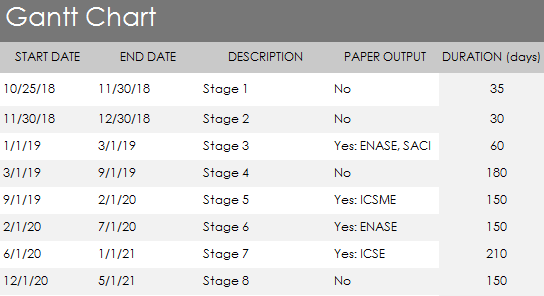 Gantt Chart
START DATE END DATE DESCRIPTION PAPER OUTPUT DURATION (days)
10/25/18 11/30/18 Stage 1 No 35
11/30/18 12/30/18 Stage 2 No 30
1/1/19 3/1/19 Stage 3 Yes: ENASE, SACI 60
3/1/19 9/1/19 Stage 4 No 180
9/1/19 2/1/20 Stage 5 Yes: ICSME 150
2/1/20 7/1/20 Stage 6 Yes: ENASE 150
6/1/20 1/1/21 Stage 7 Yes: ICSE 210
12/1/20 5/1/21 Stage 8 No 150